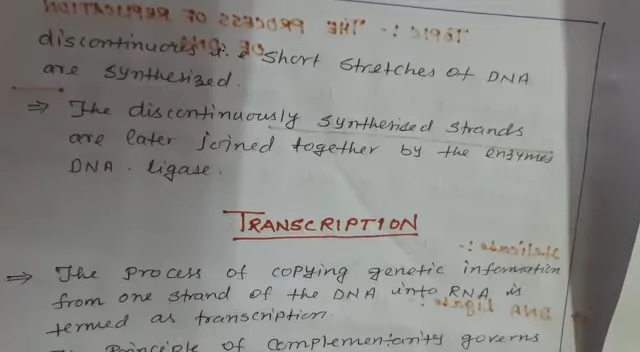 discontinuous i.e short stretches of DNA
are synthesized.
⇒ The discontinuously synthesized strands
are later joined together by the enzymes
DNA. ligase.
TRANSCRIPTION
⇒ The process of copying genetic information
from one strand of the DNA into RNA is
termed as transcription.
Principle of complementarity governs